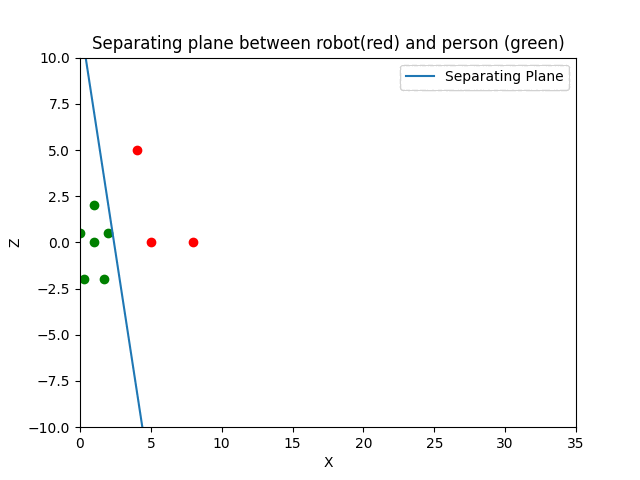 Separating plane between robot(red) and person (green)
Separating Plane
10.0
7.5
5.0
2.5
0.0
−2.5
−5.0
−7.5
−10.0
Z
0 5 10 15 20 25 30 35
X